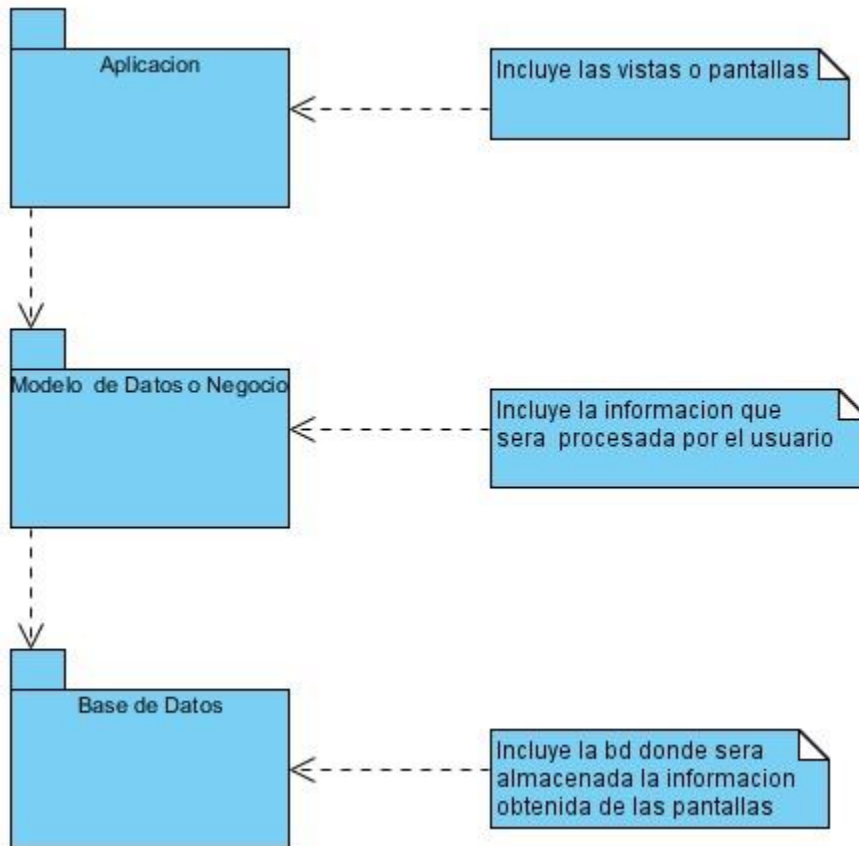 Aplicacion
Incluye las vistas o pantallas
Modelo de Datos o Negocio
Incluye la informacion que
sera procesada por el usuario
Base de Datos
Incluye la bd donde sera
almacenada la informacion
obtenida de las pantallas